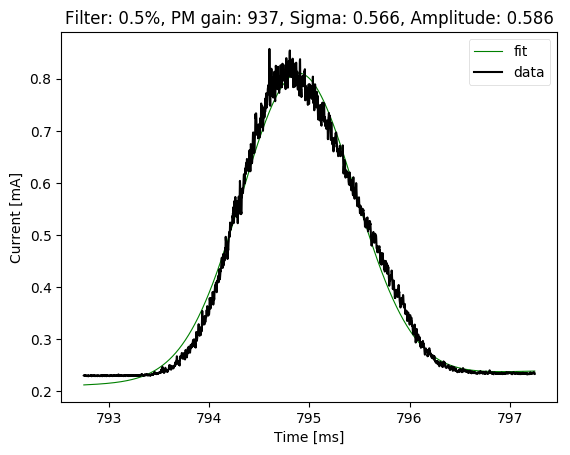 Filter: 0.5%, PM gain: 937, Sigma: 0.566, Amplitude: 0.586
fit
data
0.8
0.7
0.6
0.5
0.4
0.3
0.2
Current [mA]
793
794
795
796
797
Time [ms]